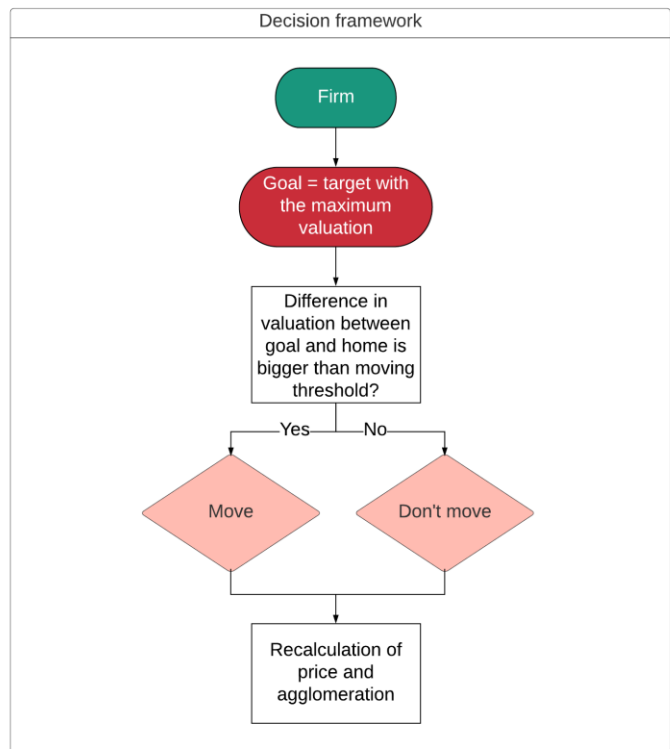 Decision framework
Firm
Goal = target with
the maximum
valuation
Difference in
valuation between
goal and home is
bigger than moving
threshold?
Yes
No
Move
Don't move
Recalculation of
price and
agglomeration